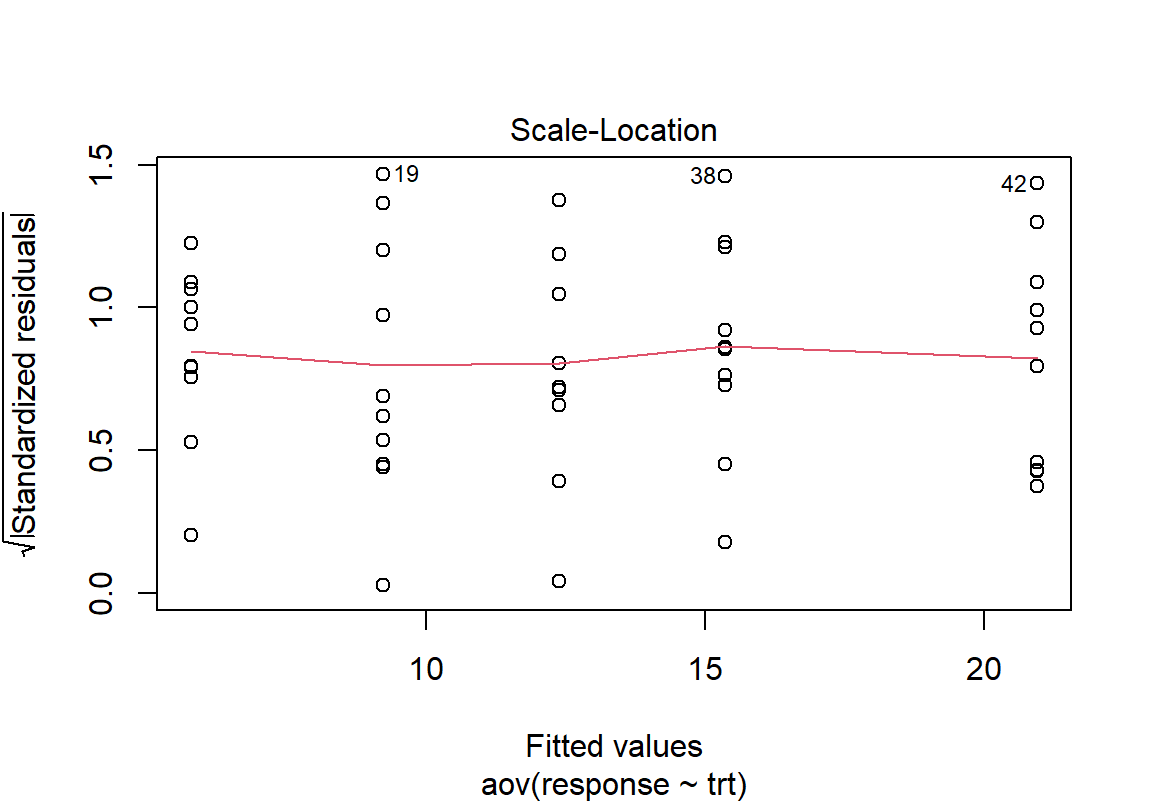 Scale-Location
√|Standardized residuals|
1.5
1.0
0.5
0.0
19
38
42
10 15 20
Fitted values
aov(response ~ trt)